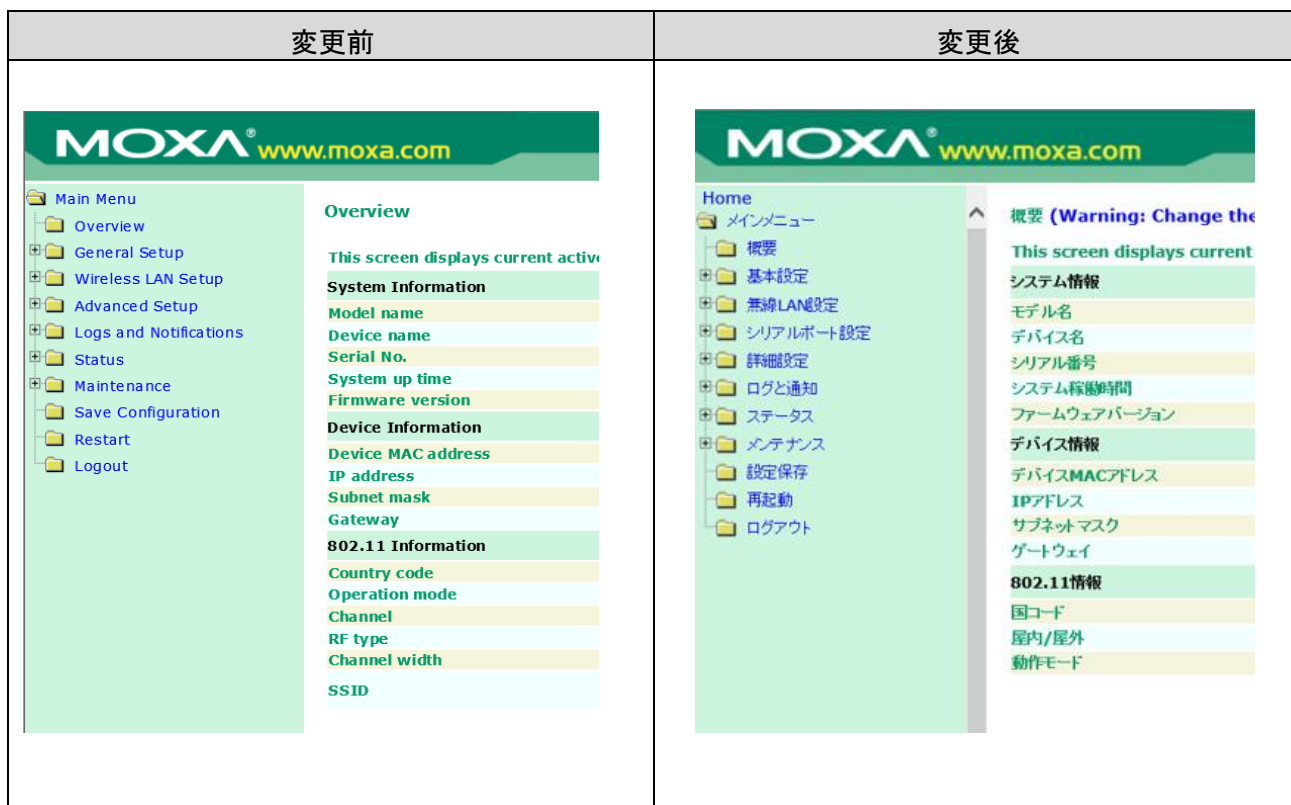 変更前
変更後
MOXA® www.moxa.com
Main Menu
Overview
General Setup
Wireless LAN Setup
Advanced Setup
Logs and Notifications
Status
Maintenance
Save Configuration
Restart
Logout
Overview
This screen displays current active
System Information
Model name
Device name
Serial No.
System up time
Firmware version
Device Information
Device MAC address
IP address
Subnet mask
Gateway
802.11 Information
Country code
Operation mode
Channel
RF type
Channel width
SSID
MOXA® www.moxa.com
Home
メインメニュー
概要
基本設定
無線LAN設定
シリアルポート設定
詳細設定
ログと通知
ステータス
メンテナンス
設定保存
再起動
ログアウト
概要 (Warning: Change the
This screen displays current
システム情報
モデル名
デバイス名
シリアル番号
システム稼働時間
ファームウェアバージョン
デバイス情報
デバイスMACアドレス
IPアドレス
サブネットマスク
ゲートウェイ
802.11情報
国コード
屋内/屋外
動作モード